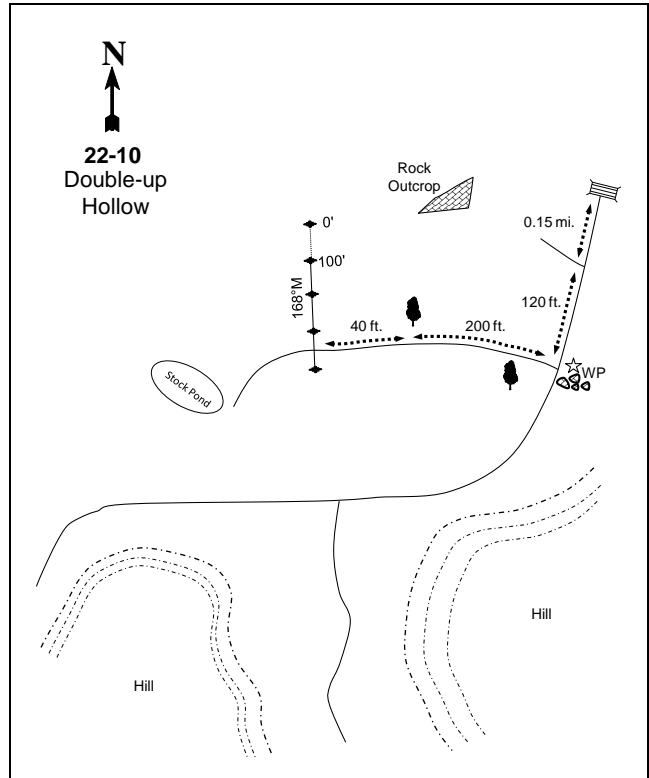 N
22-10
Double-up
Hollow
Rock
Outcrop
0'
0.15 mi.
100'
168°M
120 ft.
40 ft.
200 ft.
WP
Stock Pond
Hill
Hill